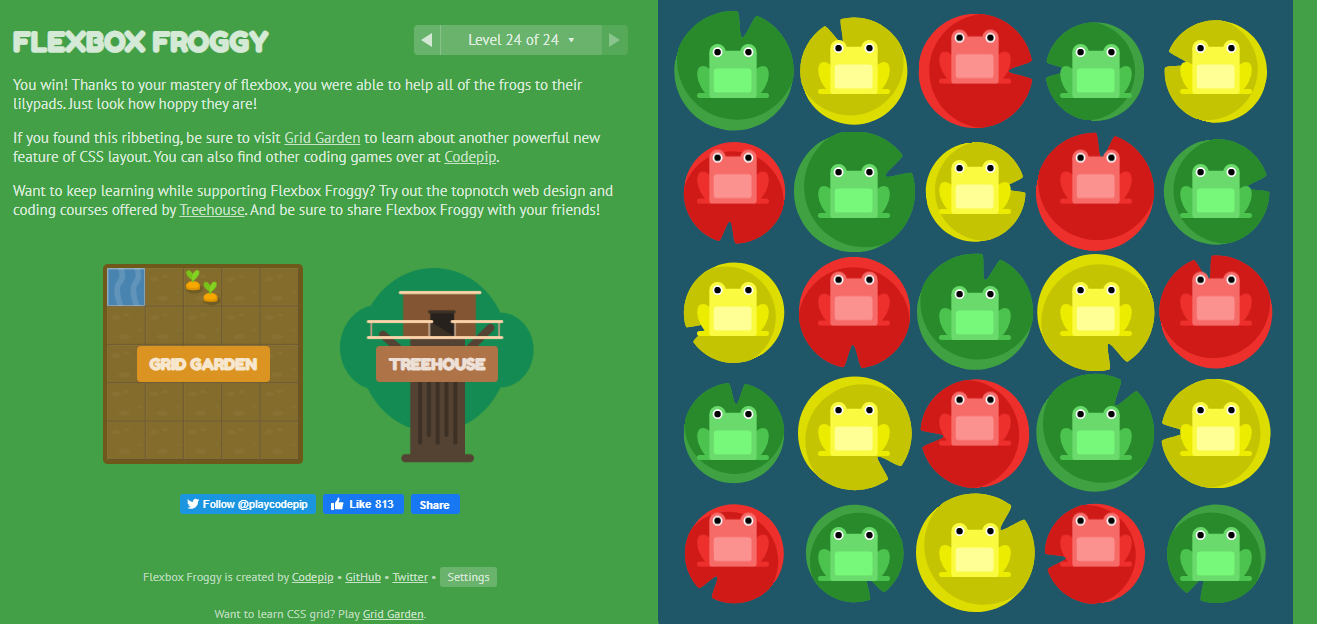 FLEXBOX FROGGY
Level 24 of 24
You win! Thanks to your mastery of flexbox, you were able to help all of the frogs to their
lilypads. Just look how hoppy they are!
If you found this ribbeting, be sure to visit Grid Garden to learn about another powerful new
feature of CSS layout. You can also find other coding games over at Codepip.
Want to keep learning while supporting Flexbox Froggy? Try out the topnotch web design and
coding courses offered by Treehouse. And be sure to share Flexbox Froggy with your friends!
GRID GARDEN
TREEHOUSE
Follow @playcodepip
Like 813
Share
Flexbox Froggy is created by Codepip • GitHub • Twitter • Settings
Want to learn CSS grid? Play Grid Garden.